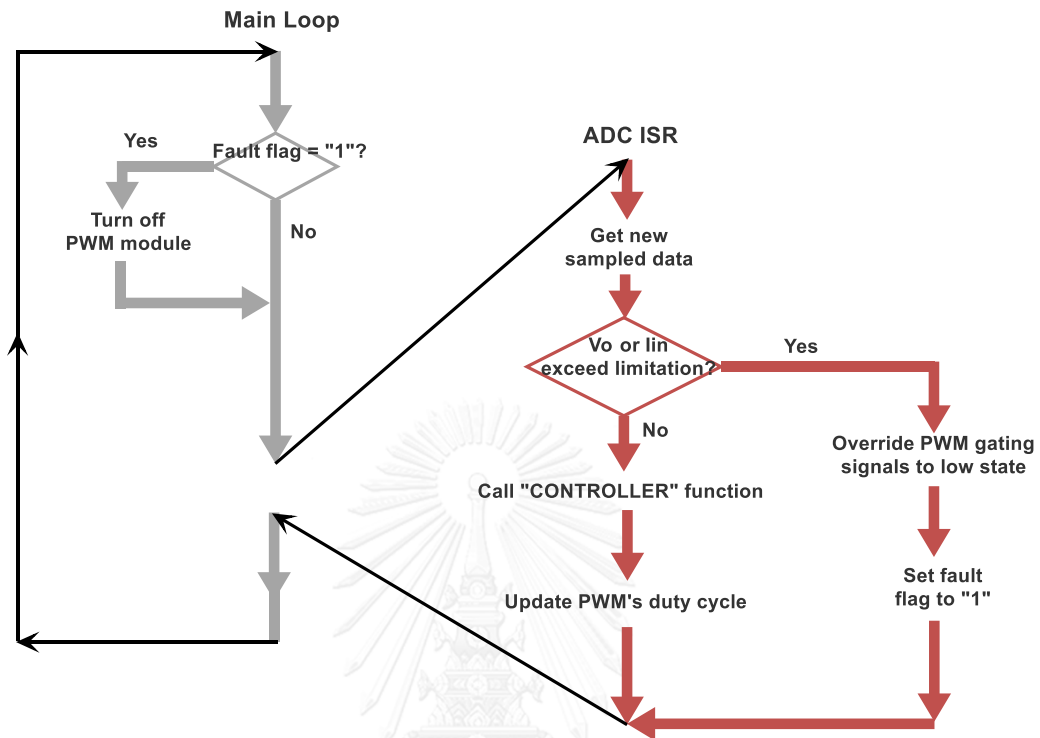 Main Loop
Fault flag = "1"?
Yes
Turn off
PWM module
No
ADC ISR
Get new
sampled data
Vo or Iin
exceed limitation?
Yes
No
Override PWM gating
signals to low state
Call "CONTROLLER" function
Update PWM's duty cycle
Set fault
flag to "1"